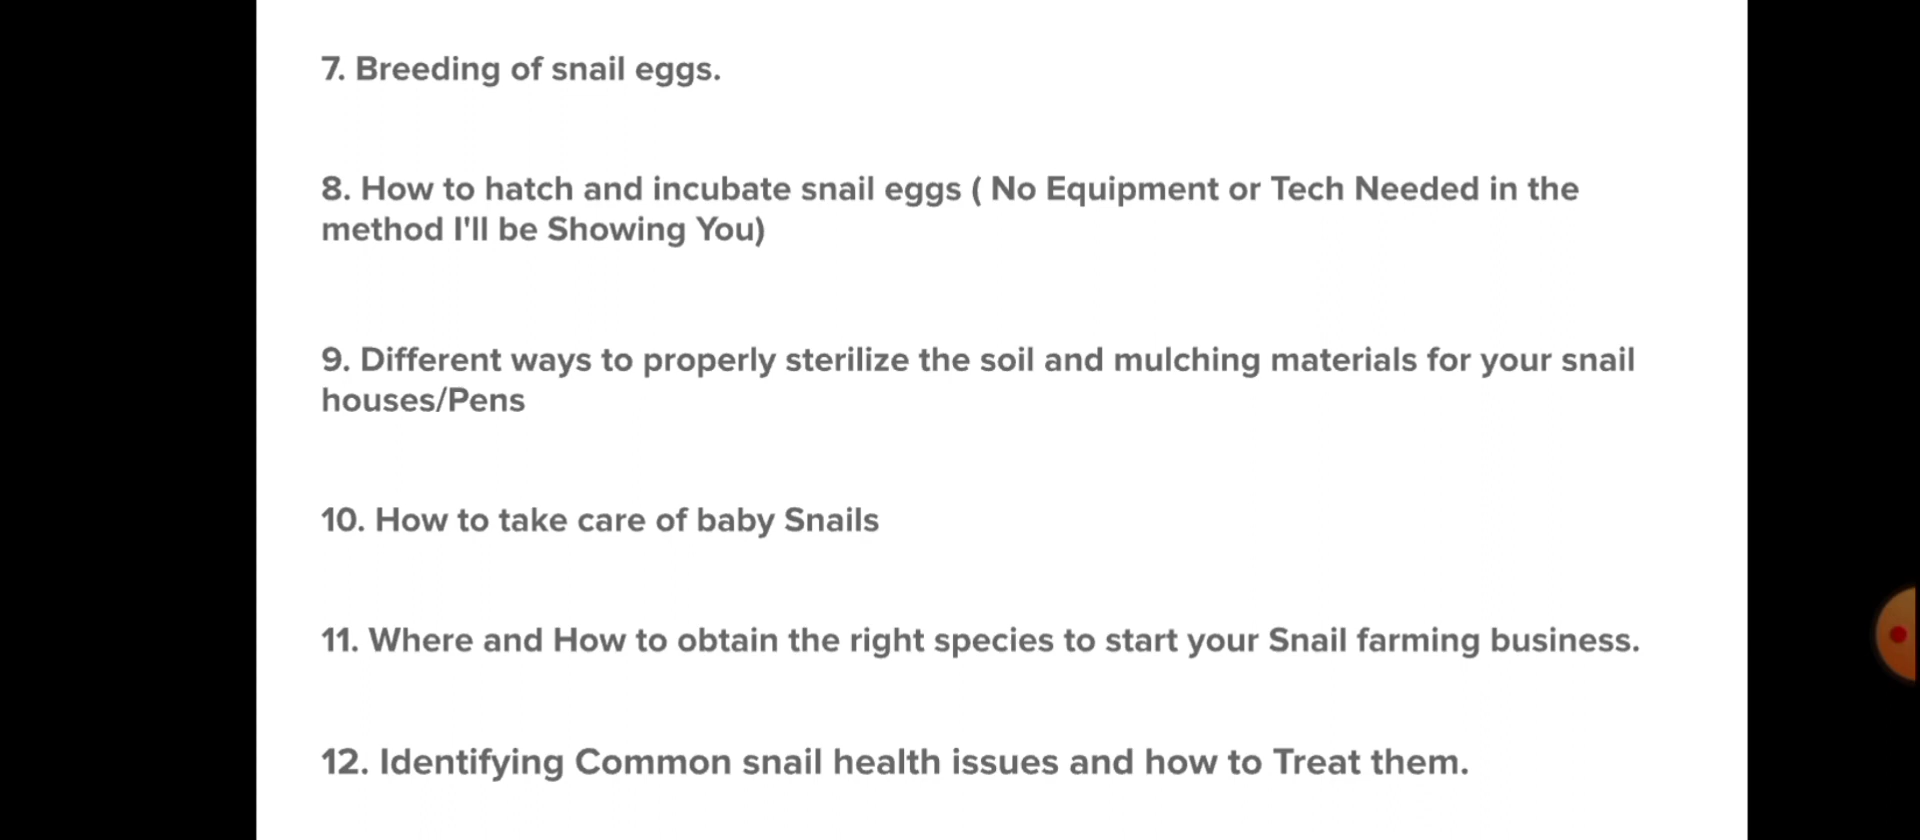 7. Breeding of snail eggs.
8. How to hatch and incubate snail eggs ( No Equipment or Tech Needed in the
method I'll be Showing You)
9. Different ways to properly sterilize the soil and mulching materials for your snail
houses/Pens
10. How to take care of baby Snails
11. Where and How to obtain the right species to start your Snail farming business.
12. Identifying Common snail health issues and how to Treat them.